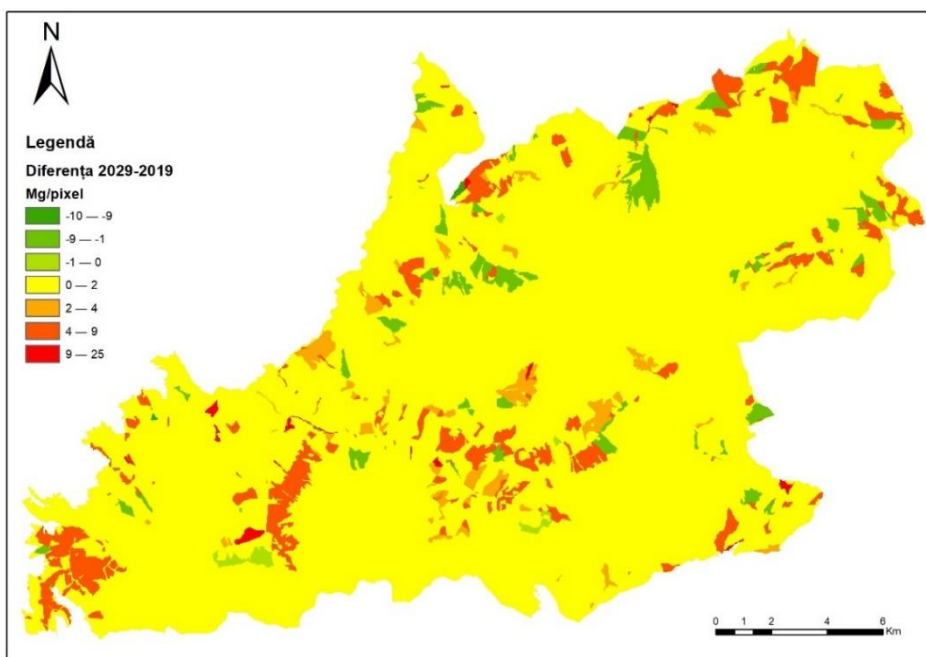 N
Legendă
Diferența 2029-2019
Mg/pixel
-10 — -9
-9 — -1
-1 — 0
0 — 2
2 — 4
4 — 9
9 — 25
0 1 2 4 6
Km